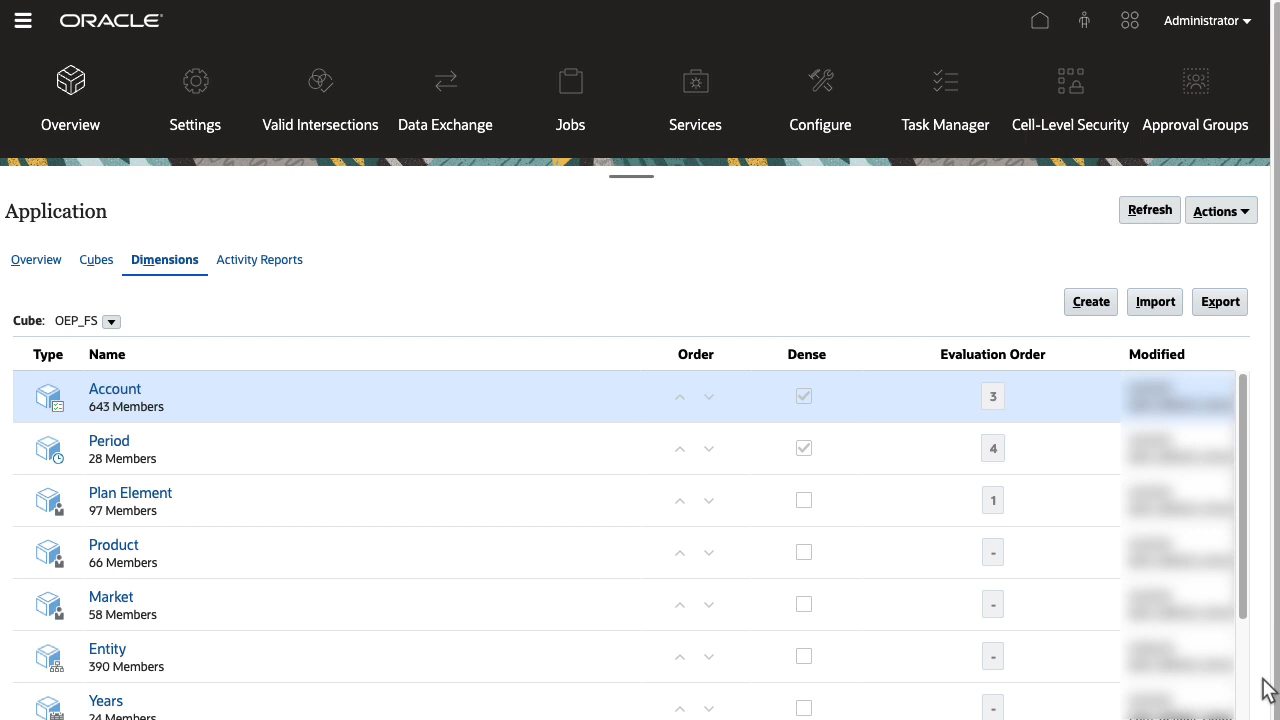 ORACLE
Administrator
Overview Settings Valid Intersections Data Exchange Jobs Services Configure Task Manager Cell-Level Security Approval Groups
Application
Refresh Actions
Overview Cubes Dimensions Activity Reports
Create Import Export
Cube: OEP_FS
Type Name Order Dense Evaluation Order Modified
Account
643 Members
3
Period
28 Members
4
Plan Element
97 Members
1
Product
66 Members
-
Market
58 Members
-
Entity
390 Members
-
Years
24 Members
-